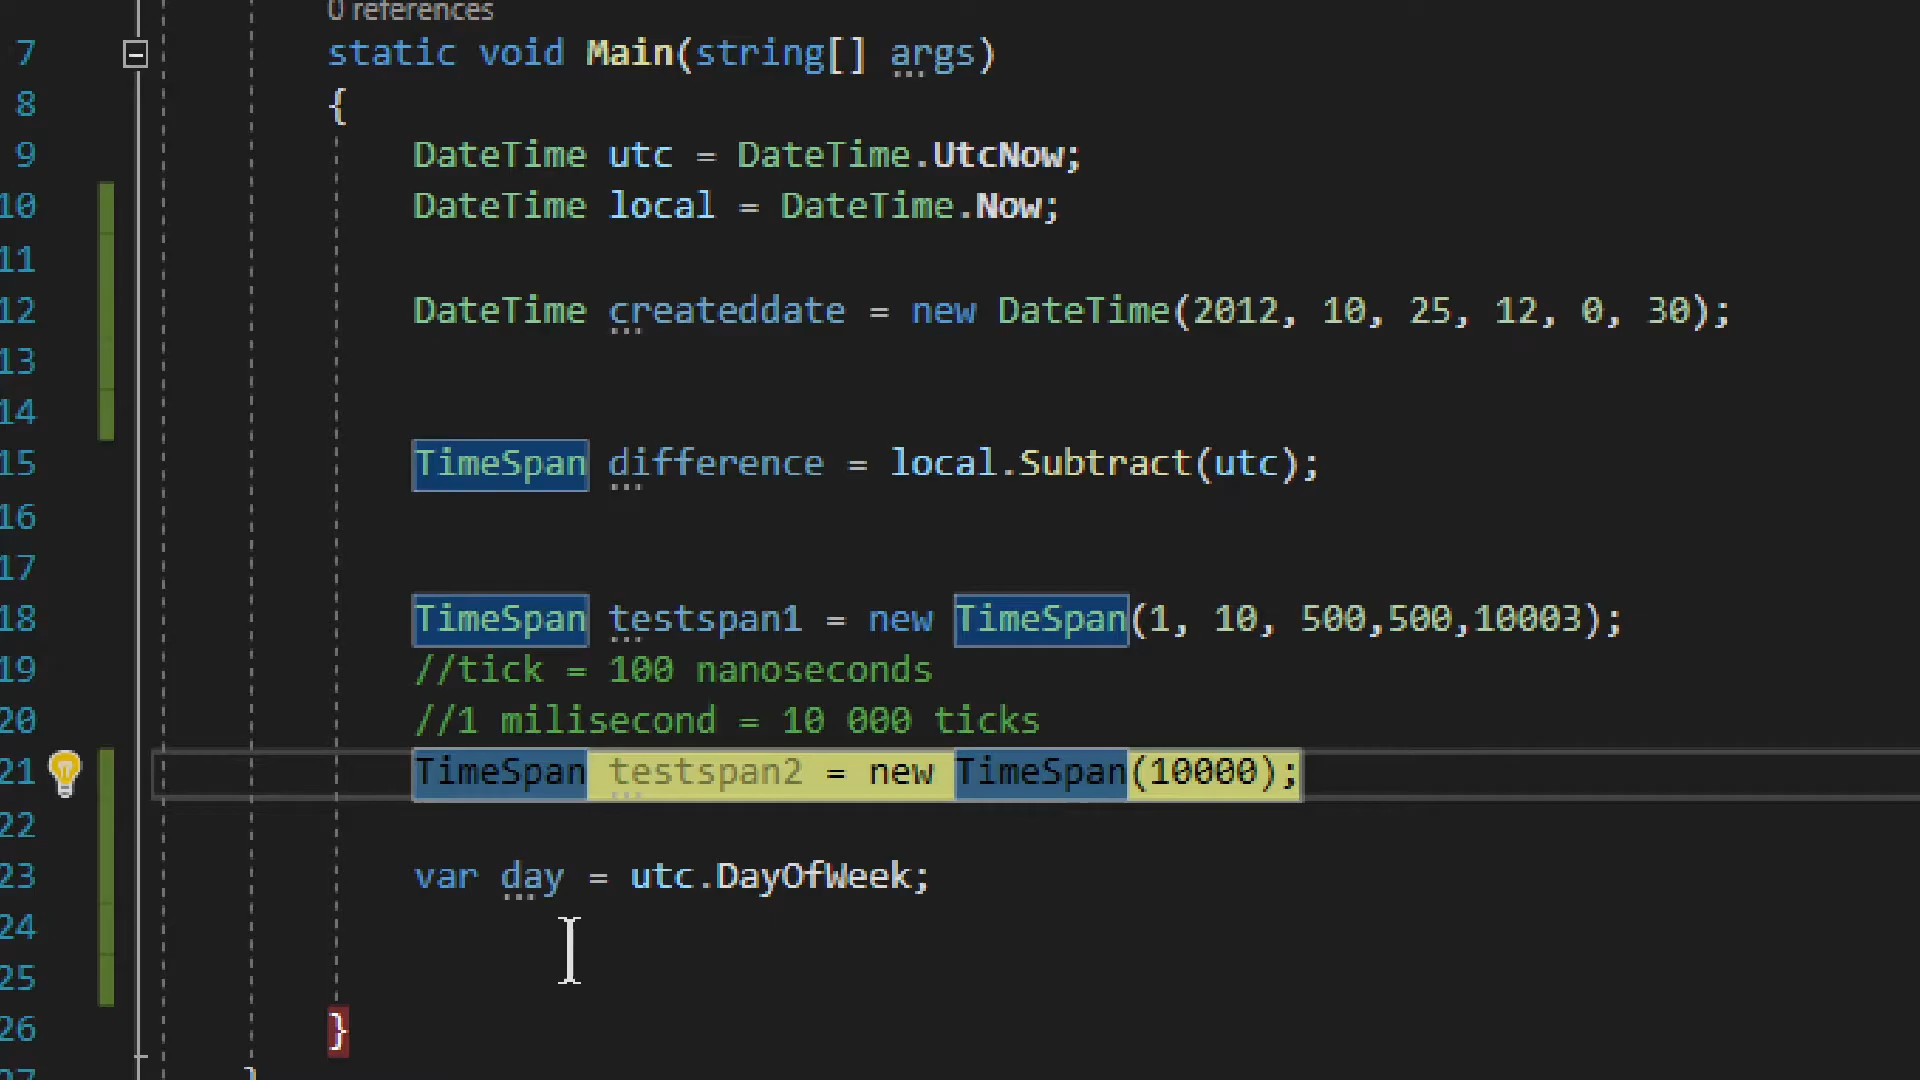 0 references
7 static void Main(string[] args)
8 {
9 DateTime utc = DateTime.UtcNow;
10 DateTime local = DateTime.Now;
11
12 DateTime createddate = new DateTime(2012, 10, 25, 12, 0, 30);
13
14
15 TimeSpan difference = local.Subtract(utc);
16
17
18 TimeSpan testspan1 = new TimeSpan(1, 10, 500,500,10003);
19 //tick = 100 nanoseconds
20 //1 milisecond = 10 000 ticks
21 TimeSpan testspan2 = new TimeSpan(10000);
22
23 var day = utc.DayOfWeek;
24
25
26 }
27 }